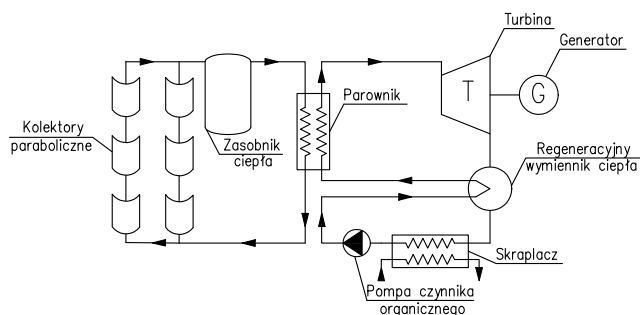 Turbina
Generator
T
G
Parownik
Kolektory
paraboliczne
Zasobnik
ciepła
Regeneracyjny
wymiennik ciepła
Skraplacz
Pompa czynnika
organicznego